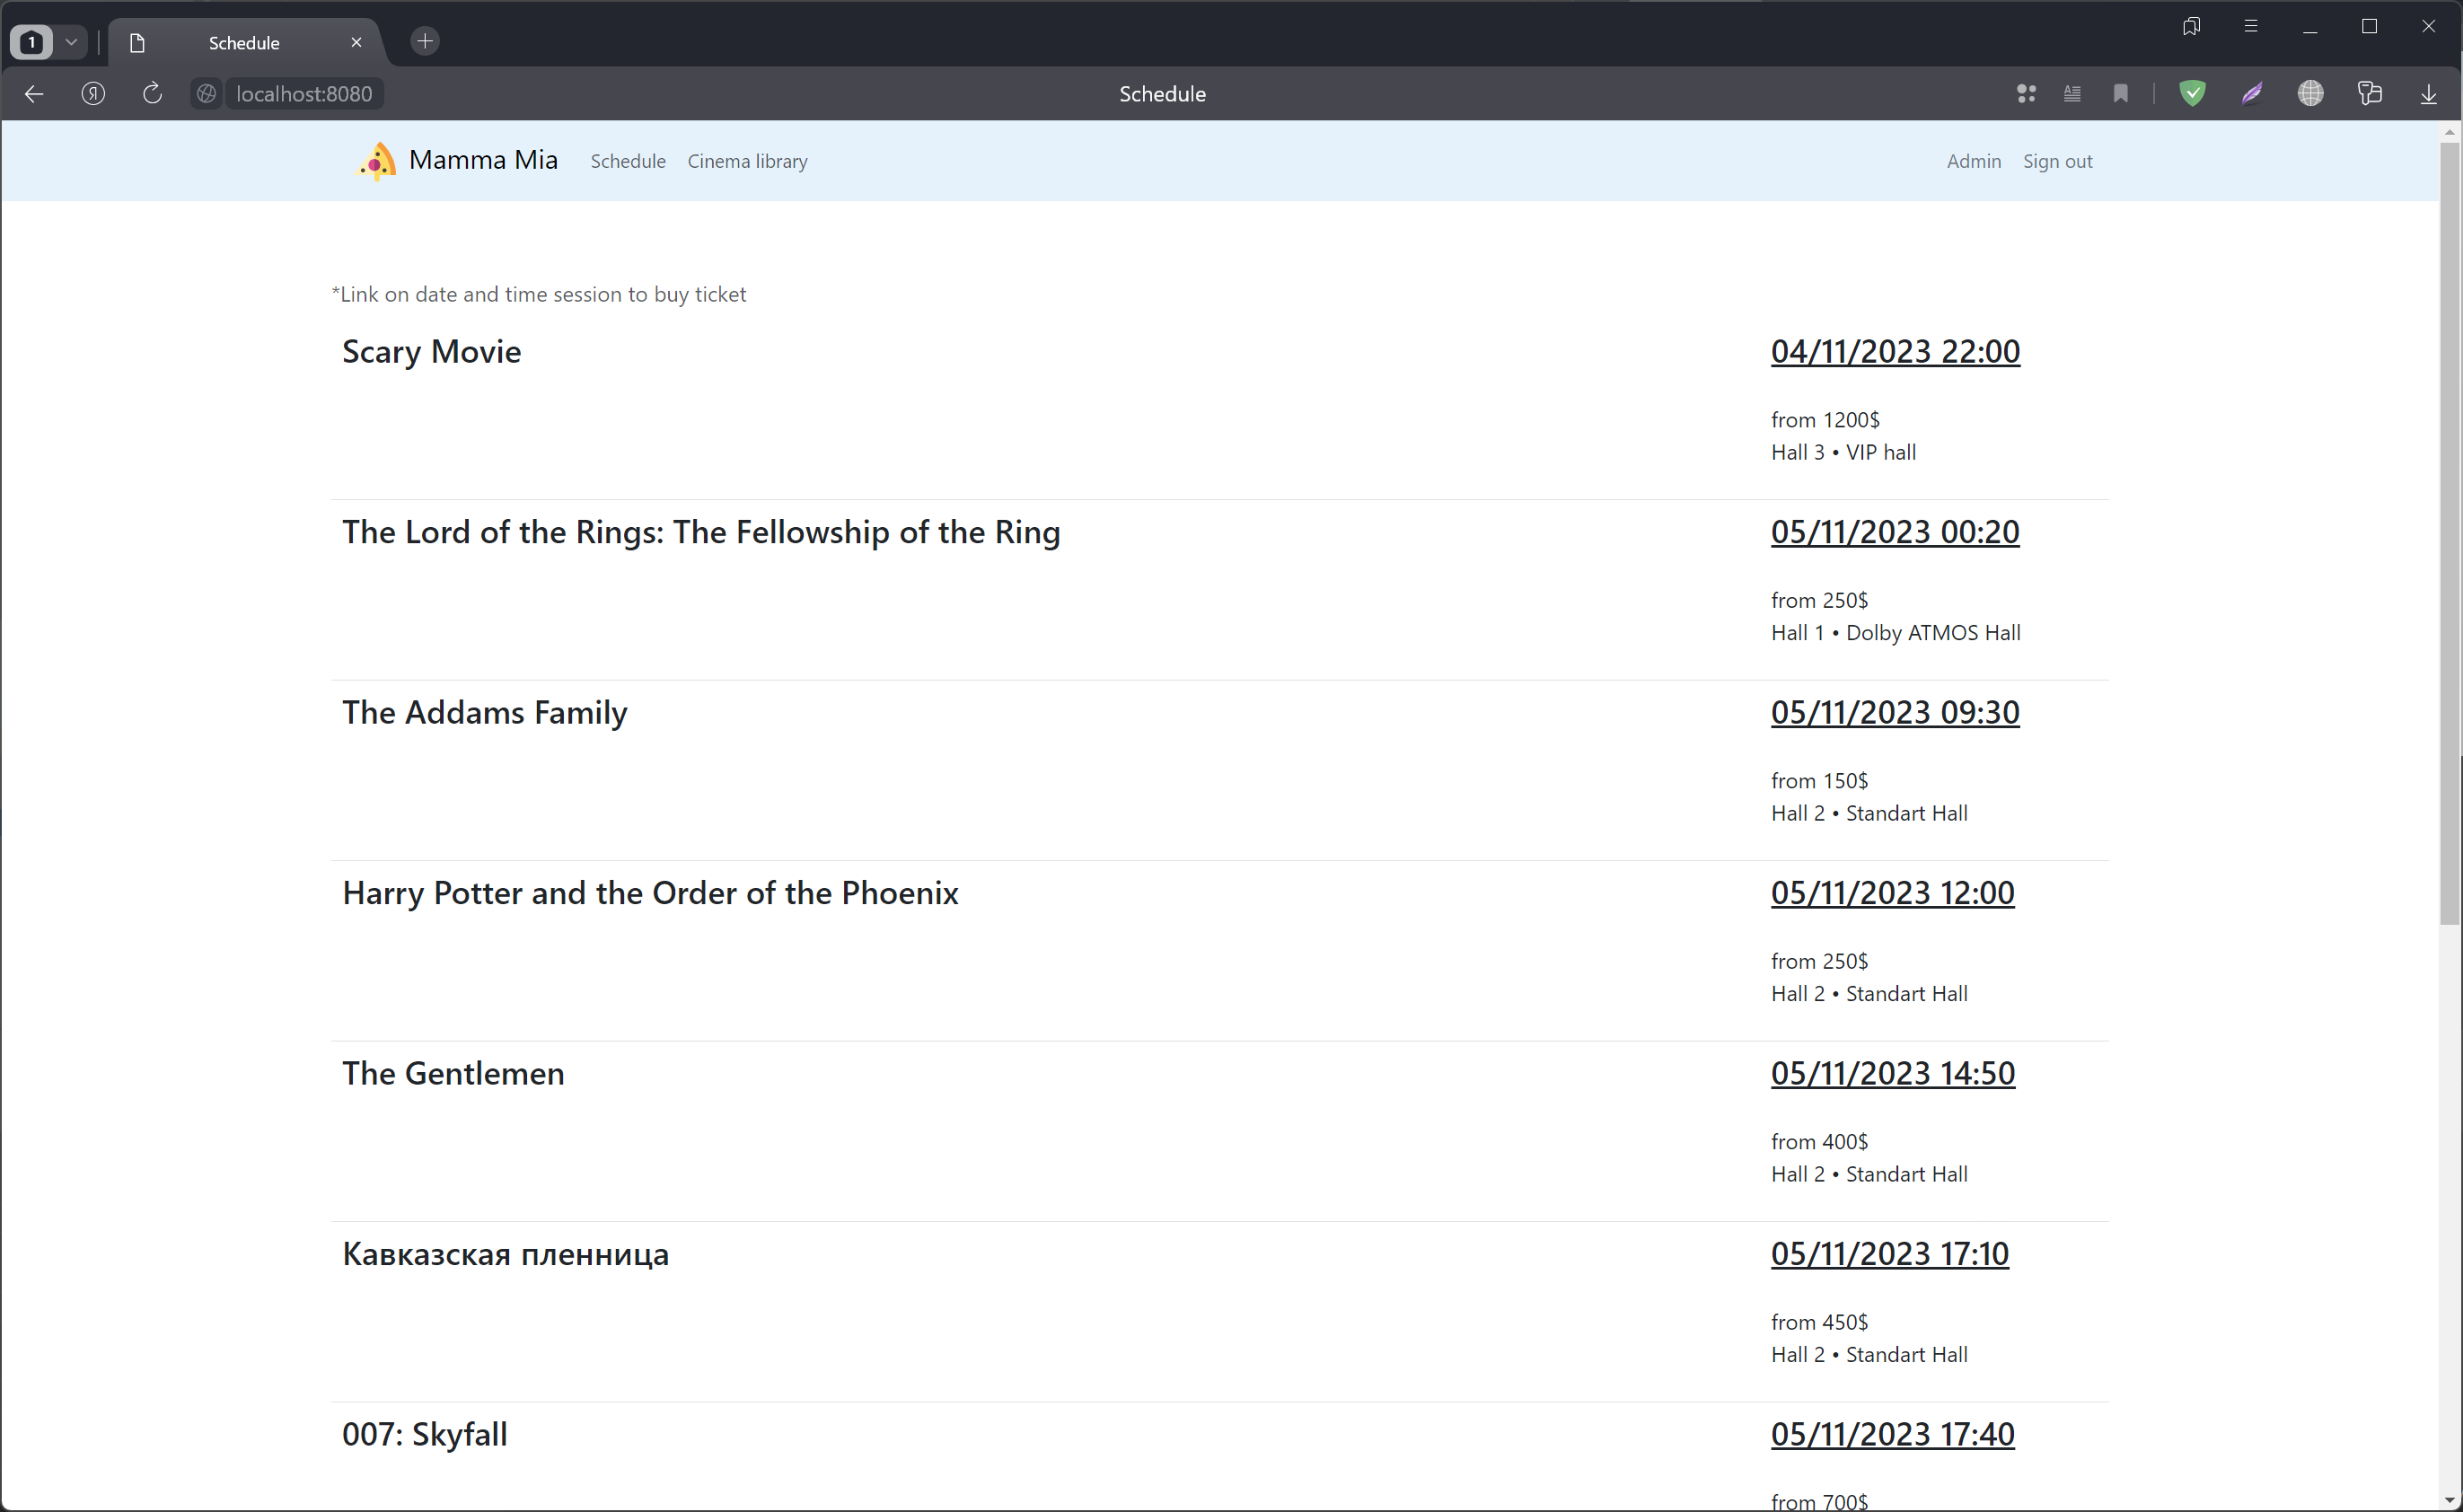 1
Schedule
Я
localhost:8080
Schedule
Mamma Mia
Schedule
Cinema library
Admin
Sign out
*Link on date and time session to buy ticket
Scary Movie
04/11/2023 22:00
from 1200$
Hall 3 • VIP hall
The Lord of the Rings: The Fellowship of the Ring
05/11/2023 00:20
from 250$
Hall 1 • Dolby ATMOS Hall
The Addams Family
05/11/2023 09:30
from 150$
Hall 2 • Standart Hall
Harry Potter and the Order of the Phoenix
05/11/2023 12:00
from 250$
Hall 2 • Standart Hall
The Gentlemen
05/11/2023 14:50
from 400$
Hall 2 • Standart Hall
Кавказская пленница
05/11/2023 17:10
from 450$
Hall 2 • Standart Hall
007: Skyfall
05/11/2023 17:40
from 700$